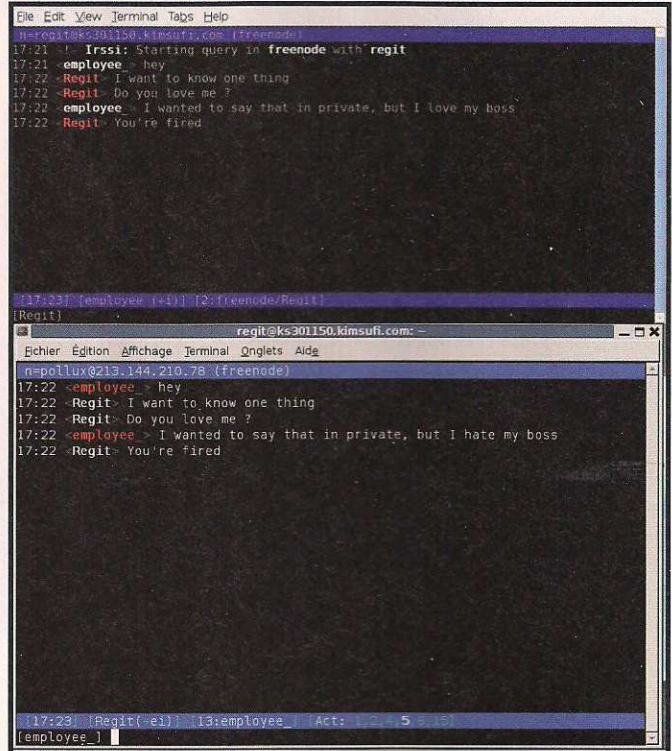 File Edit View Terminal Tabs Help
n=regit@ks301150.kimsufi.com (freenode)
17:21 -!- Irssi: Starting query in freenode with regit
17:21 <employee_> hey
17:22 <Regit> I want to know one thing
17:22 <Regit> Do you love me ?
17:22 <employee_> I wanted to say that in private, but I love my boss
17:22 <Regit> You're fired
[17:23] [employee_(+i)] [2:freenode/Regit]
[Regit]
regit@ks301150.kimsufi.com: ~
Fichier Édition Affichage Terminal Onglets Aide
n=pollux@213.144.210.78 (freenode)
17:22 <employee_> hey
17:22 <Regit> I want to know one thing
17:22 <Regit> Do you love me ?
17:22 <employee_> I wanted to say that in private, but I hate my boss
17:22 <Regit> You're fired
[17:23] [Regit(+ei)] [13:employee_] [Act: 1,2,4,5
[employee_]